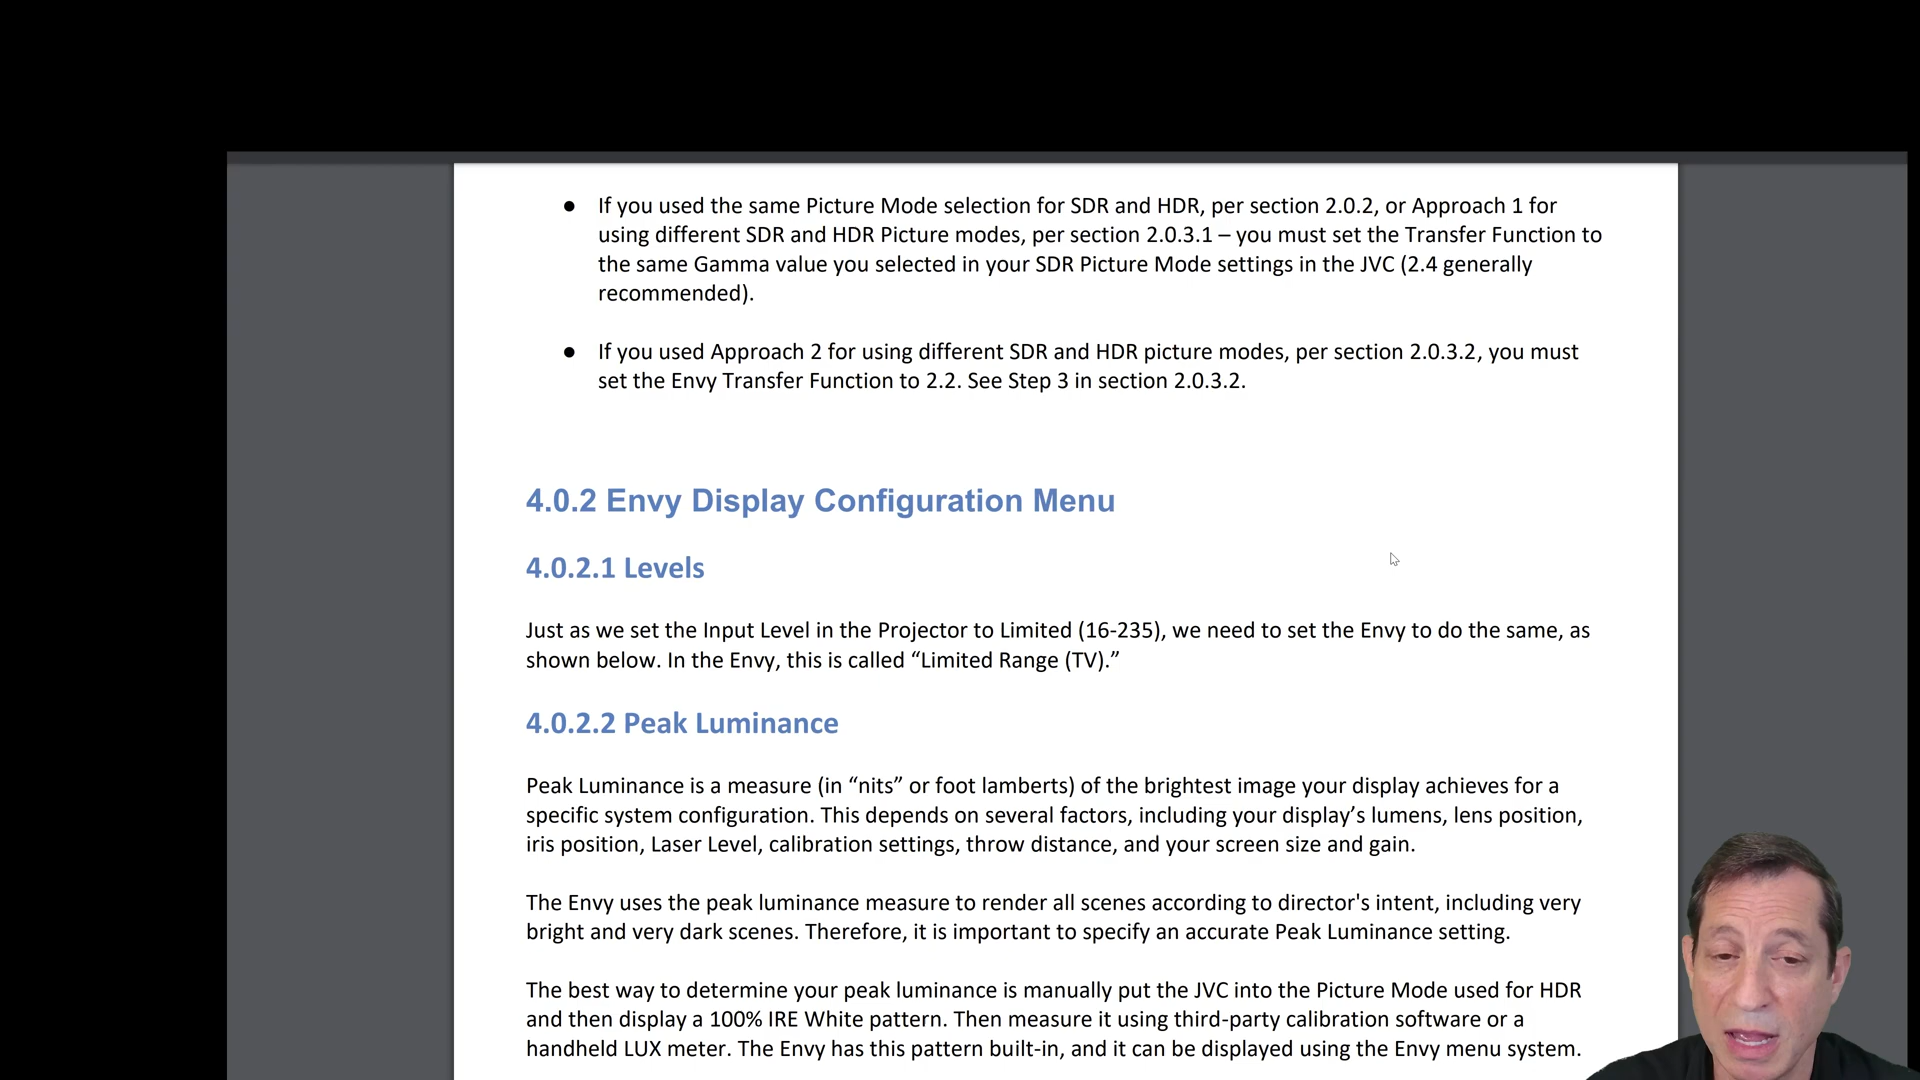 ● If you used the same Picture Mode selection for SDR and HDR, per section 2.0.2, or Approach 1 for
using different SDR and HDR Picture modes, per section 2.0.3.1 – you must set the Transfer Function to
the same Gamma value you selected in your SDR Picture Mode settings in the JVC (2.4 generally
recommended).
● If you used Approach 2 for using different SDR and HDR picture modes, per section 2.0.3.2, you must
set the Envy Transfer Function to 2.2. See Step 3 in section 2.0.3.2.
4.0.2 Envy Display Configuration Menu
4.0.2.1 Levels
Just as we set the Input Level in the Projector to Limited (16-235), we need to set the Envy to do the same, as
shown below. In the Envy, this is called “Limited Range (TV).”
4.0.2.2 Peak Luminance
Peak Luminance is a measure (in “nits” or foot lamberts) of the brightest image your display achieves for a
specific system configuration. This depends on several factors, including your display’s lumens, lens position,
iris position, Laser Level, calibration settings, throw distance, and your screen size and gain.
The Envy uses the peak luminance measure to render all scenes according to director's intent, including very
bright and very dark scenes. Therefore, it is important to specify an accurate Peak Luminance setting.
The best way to determine your peak luminance is manually put the JVC into the Picture Mode used for HDR
and then display a 100% IRE White pattern. Then measure it using third-party calibration software or a
handheld LUX meter. The Envy has this pattern built-in, and it can be displayed using the Envy menu system.